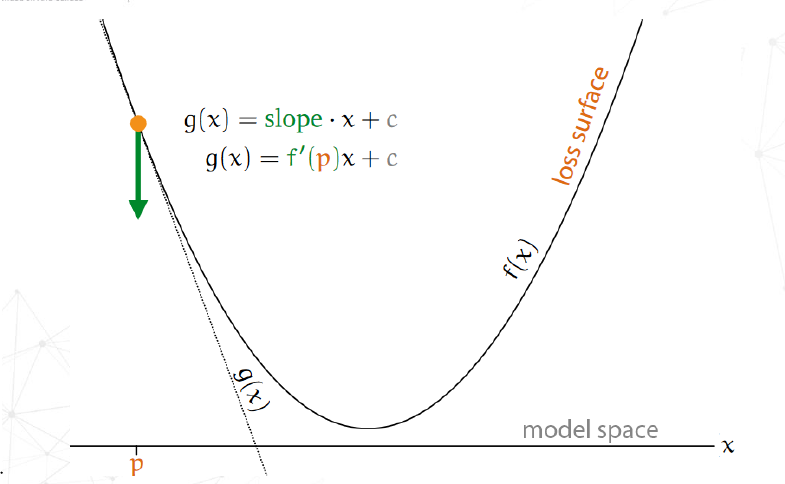 g(x) = slope · x + c
g(x) = f′(p)x + c
loss surface
f(x)
g(x)
model space
x
p